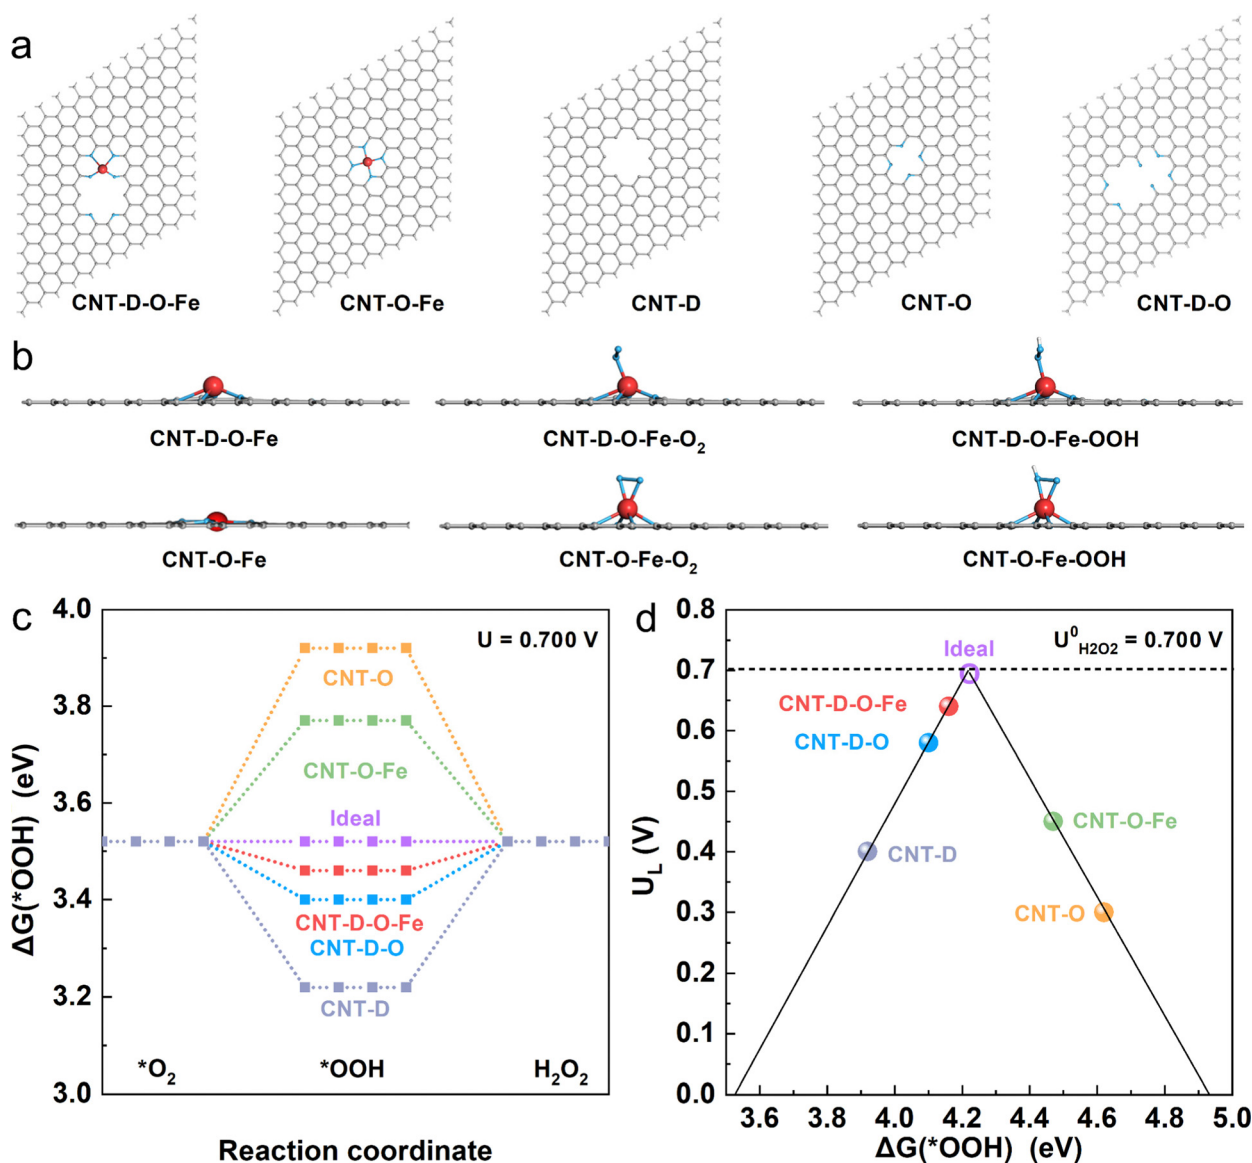 a
CNT-D-O-Fe
CNT-O-Fe
CNT-D
CNT-O
CNT-D-O
b
CNT-D-O-Fe
CNT-D-O-Fe-O2
CNT-D-O-Fe-OOH
CNT-O-Fe
CNT-O-Fe-O2
CNT-O-Fe-OOH
c
ΔG(*OOH) (eV)
4.0
3.8
3.6
3.4
3.2
3.0
U = 0.700 V
CNT-O
CNT-O-Fe
Ideal
CNT-D-O-Fe
CNT-D-O
CNT-D
*O2
*OOH
H2O2
Reaction coordinate
d
UL (V)
0.8
0.7
0.6
0.5
0.4
0.3
0.2
0.1
0.0
U0H2O2 = 0.700 V
Ideal
CNT-D-O-Fe
CNT-D-O
CNT-O-Fe
CNT-D
CNT-O
3.6
3.8
4.0
4.2
4.4
4.6
4.8
5.0
ΔG(*OOH) (eV)